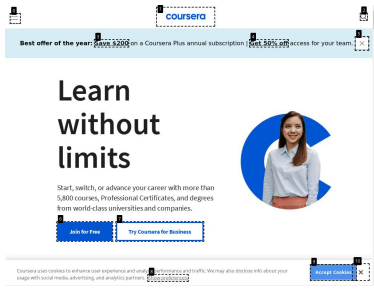 coursera
Best offer of the year: Save $200 on a Coursera Plus annual subscription | Get 50% off access for your team.
Learn
without
limits
Start, switch, or advance your career with more than
5,800 courses, Professional Certificates, and degrees
from world-class universities and companies.
Join for Free
Try Coursera for Business
Coursera uses cookies to enhance user experience and analyze performance and traffic. We may also disclose info about your
usage with social media, advertising, and analytics partners.
Accept Cookies